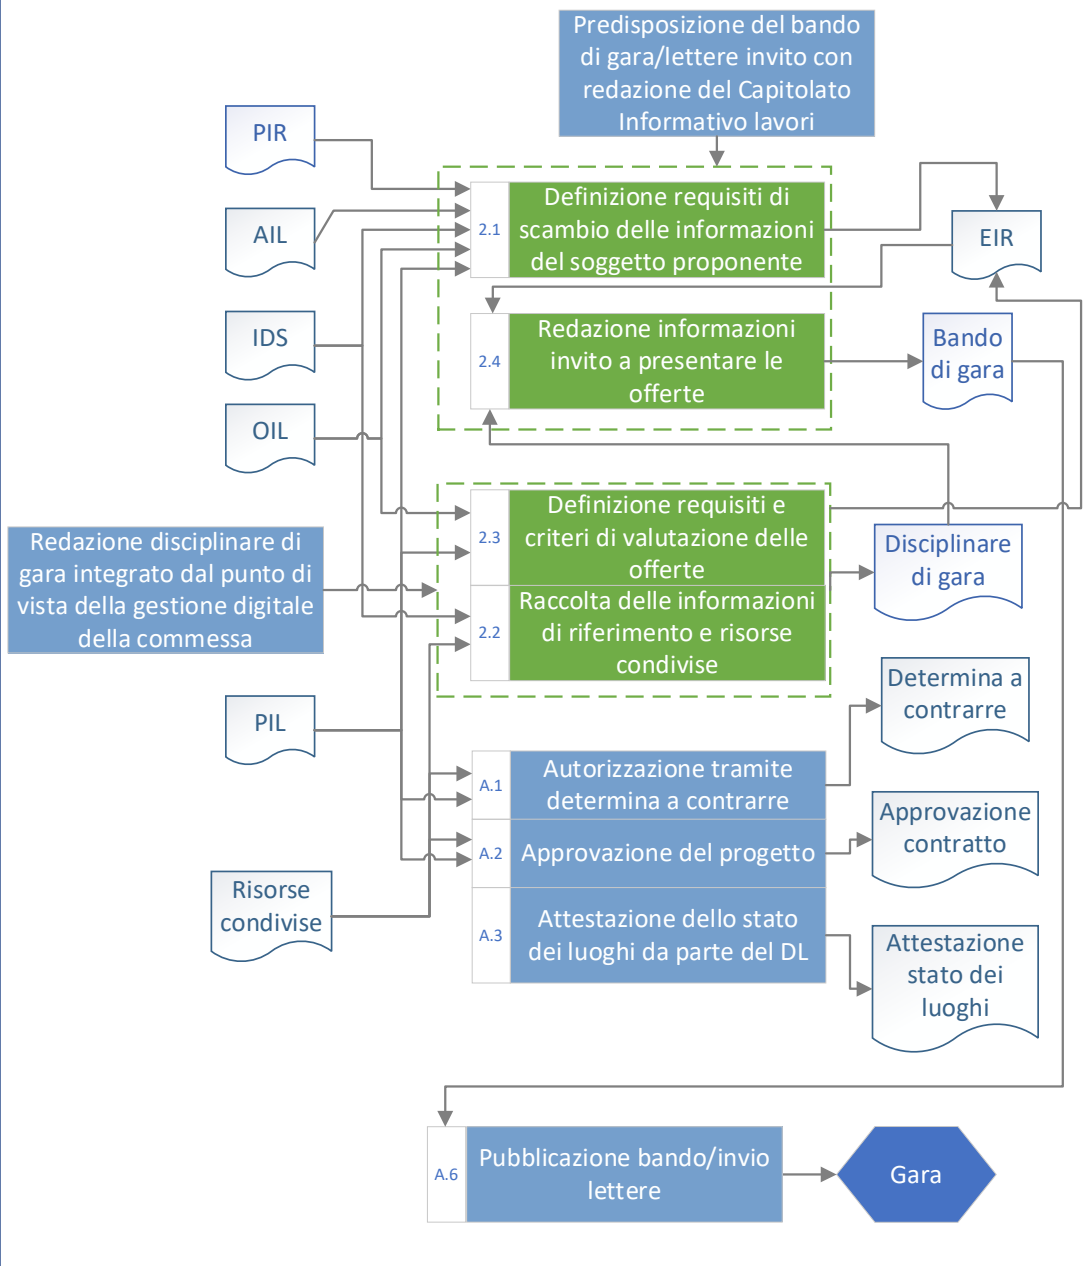 Predisposizione del bando
di gara/lettere invito con
redazione del Capitolato
Informativo lavori
PIR
AIL
IDS
OIL
2.1
Definizione requisiti di
scambio delle informazioni
del soggetto proponente
EIR
2.4
Redazione informazioni
invito a presentare le
offerte
Bando
di gara
Redazione disciplinare di
gara integrato dal punto di
vista della gestione digitale
della commessa
2.3
Definizione requisiti e
criteri di valutazione delle
offerte
2.2
Raccolta delle informazioni
di riferimento e risorse
condivise
Disciplinare
di gara
PIL
Determina a
contrarre
A.1
Autorizzazione tramite
determina a contrarre
Approvazione
contratto
A.2
Approvazione del progetto
Risorse
condivise
A.3
Attestazione dello stato
dei luoghi da parte del DL
Attestazione
stato dei
luoghi
A.6
Pubblicazione bando/invio
lettere
Gara